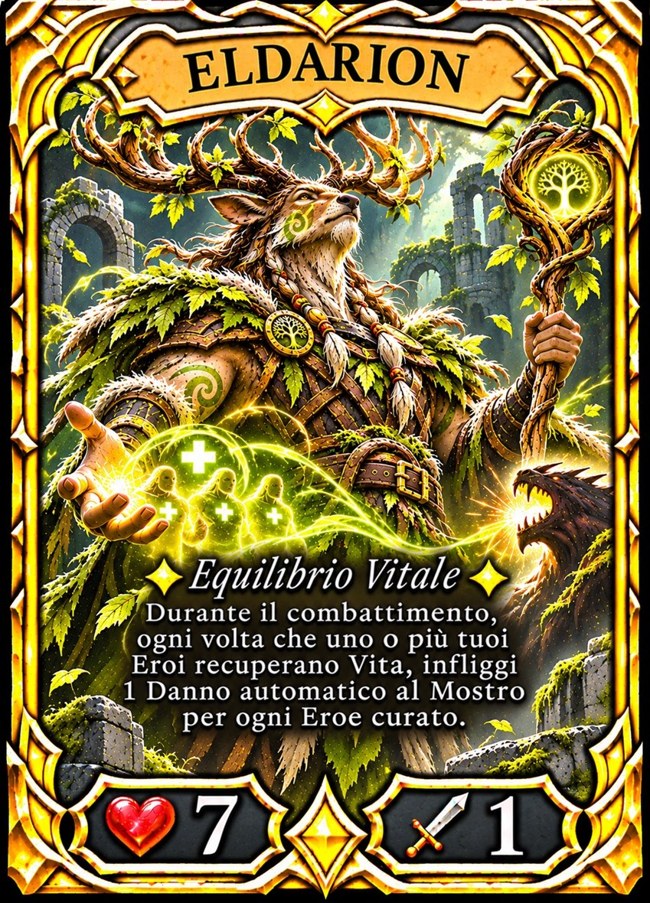 ELDARION
Equilibrio Vitale
Durante il combattimento,
ogni volta che uno o più tuoi
Eroi recuperano Vita, infliggi
1 Danno automatico al Mostro
per ogni Eroe curato.
7 1